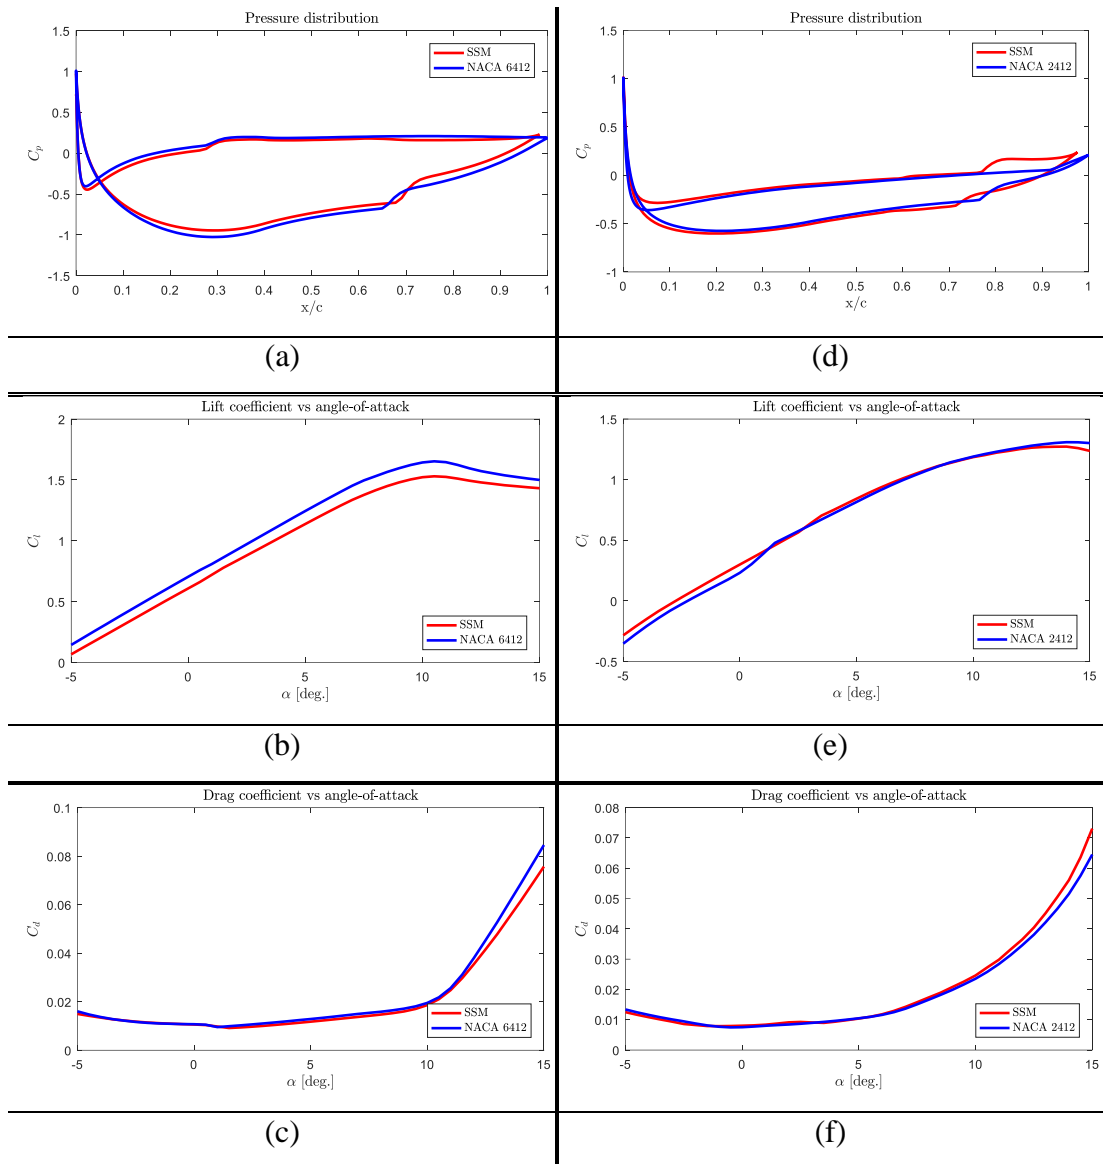 Pressure distribution
1.5
1
0.5
0
-0.5
-1
-1.5
C_p
SSM
NACA 6412
0 0.1 0.2 0.3 0.4 0.5 0.6 0.7 0.8 0.9 1
x/c
(a)
Pressure distribution
1.5
1
0.5
0
-0.5
-1
C_p
SSM
NACA 2412
0 0.1 0.2 0.3 0.4 0.5 0.6 0.7 0.8 0.9 1
x/c
(d)
Lift coefficient vs angle-of-attack
2
1.5
1
0.5
0
C_l
SSM
NACA 6412
-5 0 5 10 15
α [deg.]
(b)
Lift coefficient vs angle-of-attack
1.5
1
0.5
0
-0.5
C_l
SSM
NACA 2412
-5 0 5 10 15
α [deg.]
(e)
Drag coefficient vs angle-of-attack
0.1
0.08
0.06
0.04
0.02
0
C_d
SSM
NACA 6412
-5 0 5 10 15
α [deg.]
(c)
Drag coefficient vs angle-of-attack
0.08
0.07
0.06
0.05
0.04
0.03
0.02
0.01
0
C_d
SSM
NACA 2412
-5 0 5 10 15
α [deg.]
(f)